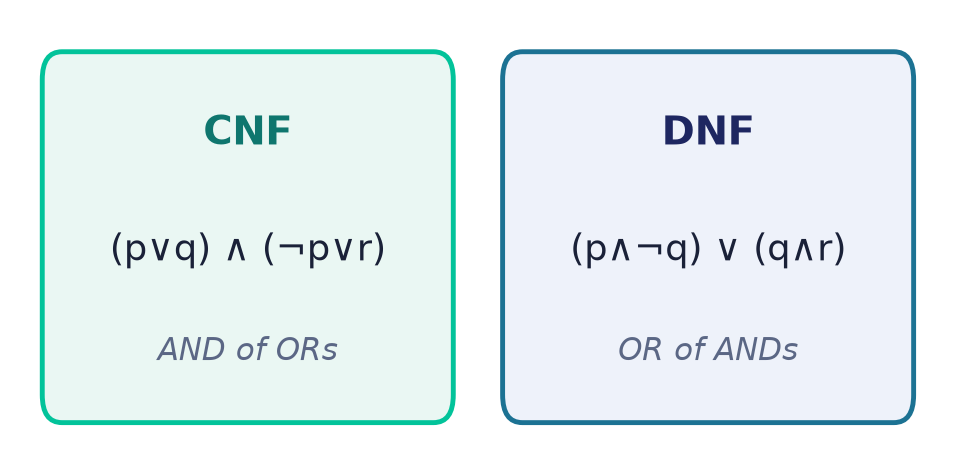 CNF
(p∨q) ∧ (¬p∨r)
AND of ORs
DNF
(p∧¬q) ∨ (q∧r)
OR of ANDs